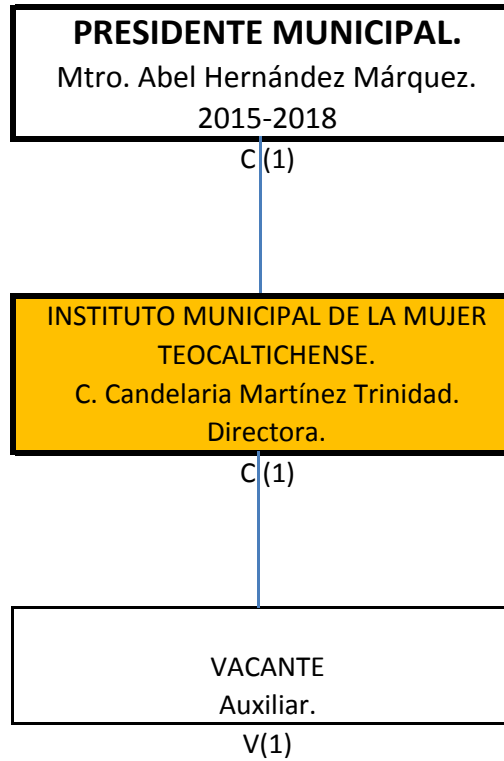 PRESIDENTE MUNICIPAL.
Mtro. Abel Hernández Márquez.
2015-2018
C (1)
INSTITUTO MUNICIPAL DE LA MUJER
TEOCALTICHENSE.
C. Candelaria Martínez Trinidad.
Directora.
C (1)
VACANTE
Auxiliar.
V(1)